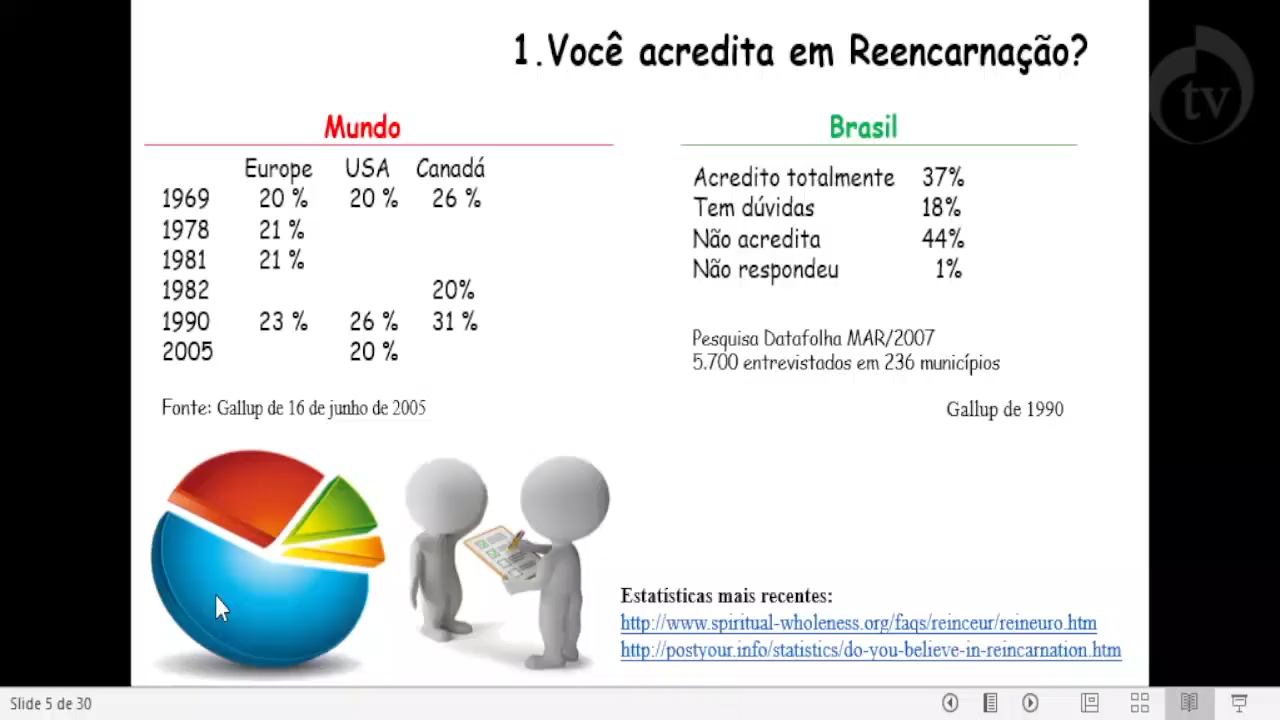 1.Você acredita em Reencarnação?
tv
Mundo
Europe USA Canadá
1969 20 % 20 % 26 %
1978 21 %
1981 21 %
1982 20%
1990 23 % 26 % 31 %
2005 20 %
Fonte: Gallup de 16 de junho de 2005
Brasil
Acredito totalmente 37%
Tem dúvidas 18%
Não acredita 44%
Não respondeu 1%
Pesquisa Datafolha MAR/2007
5.700 entrevistados em 236 municípios
Gallup de 1990
Estatísticas mais recentes:
http://www.spiritual-wholeness.org/faqs/reinceur/reineuro.htm
http://postyour.info/statistics/do-you-believe-in-reincarnation.htm
Slide 5 de 30